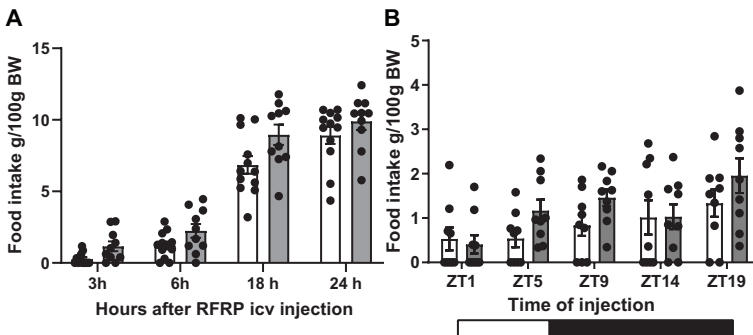 A
Food intake g/100g BW
15
10
5
0
3h 6h 18 h 24 h
Hours after RFRP icv injection
B
Food intake g/100g BW
5
4
3
2
1
0
ZT1 ZT5 ZT9 ZT14 ZT19
Time of injection